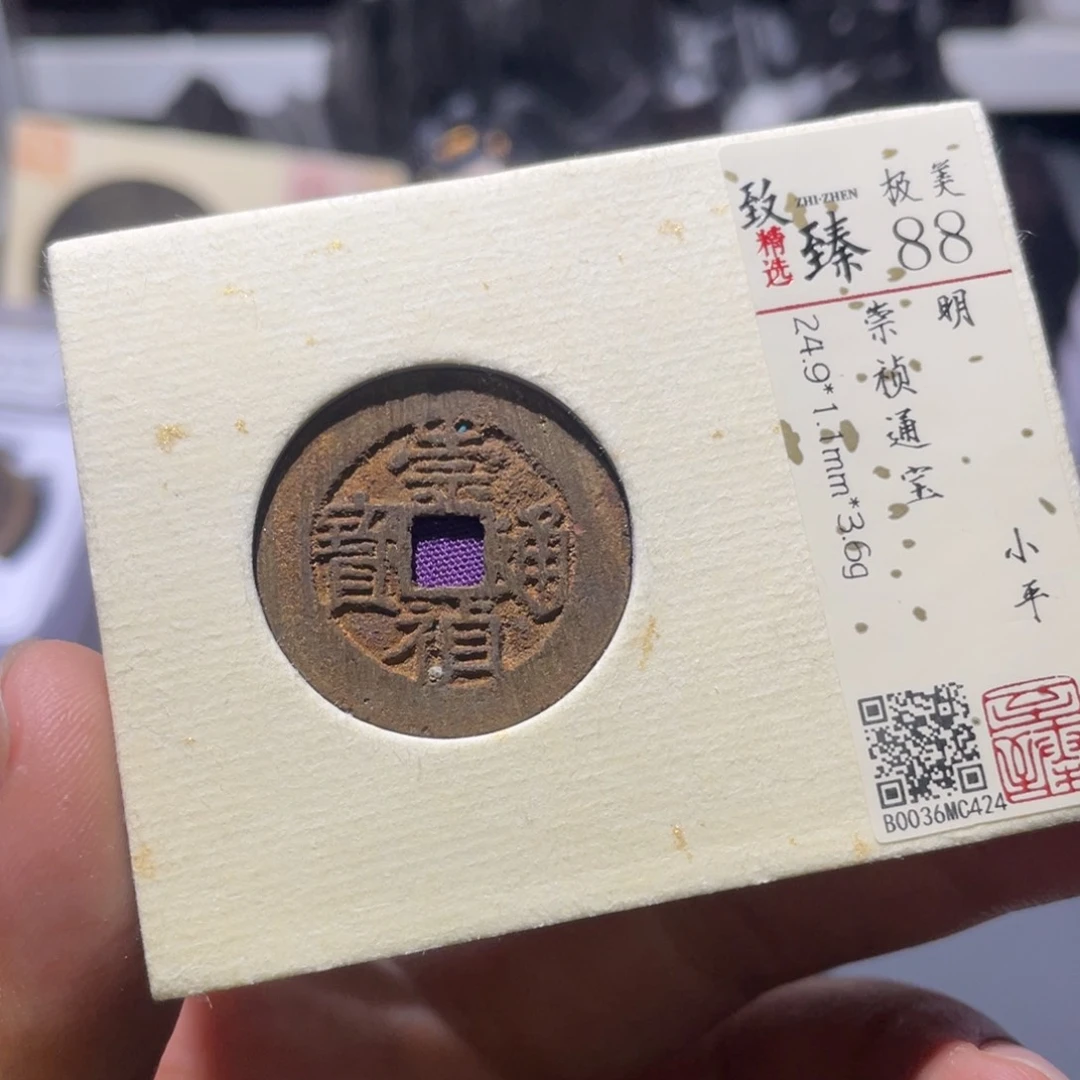 致臻
ZHI·ZHEN
精选
极美
88
明
崇祯通宝
小平
24.9*1.1mm*3.6g
B0036MC424
崇禎通寶